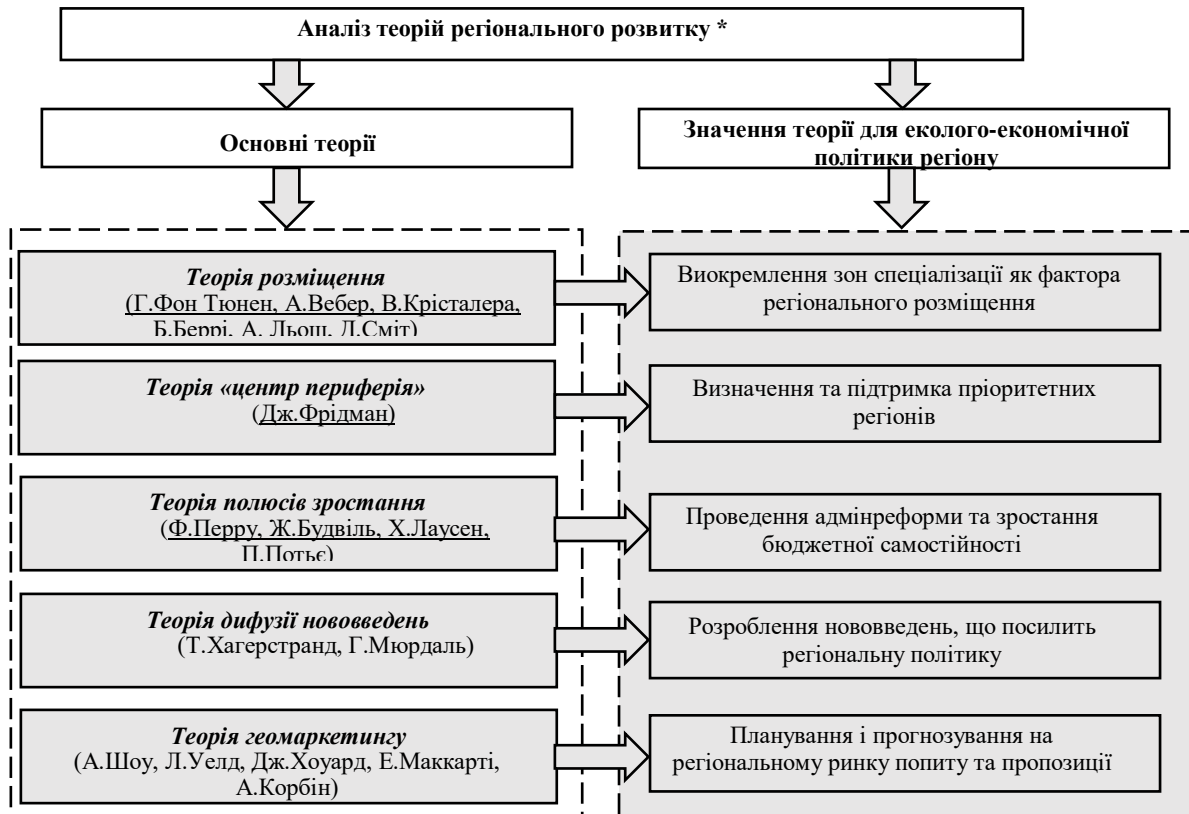 Аналіз теорій регіонального розвитку *
Основні теорії
Значення теорії для еколого-економічної
політики регіону
Теорія розміщення
(Г.Фон Тюнен, А.Вебер, В.Крісталера,
Б.Беррі, А. Льош, Д.Сміт)
Виокремлення зон спеціалізації як фактора
регіонального розміщення
Теорія «центр периферія»
(Дж.Фрідман)
Визначення та підтримка пріоритетних
регіонів
Теорія полюсів зростання
(Ф.Перру, Ж.Будвіль, Х.Лаусен,
П.Потьє)
Проведення адмінреформи та зростання
бюджетної самостійності
Теорія дифузії нововведень
(Т.Хагерстранд, Г.Мюрдаль)
Розроблення нововведень, що посилить
регіональну політику
Теорія геомаркетингу
(А.Шоу, Л.Уелд, Дж.Хоуард, Е.Маккарті,
А.Корбін)
Планування і прогнозування на
регіональному ринку попиту та пропозиції